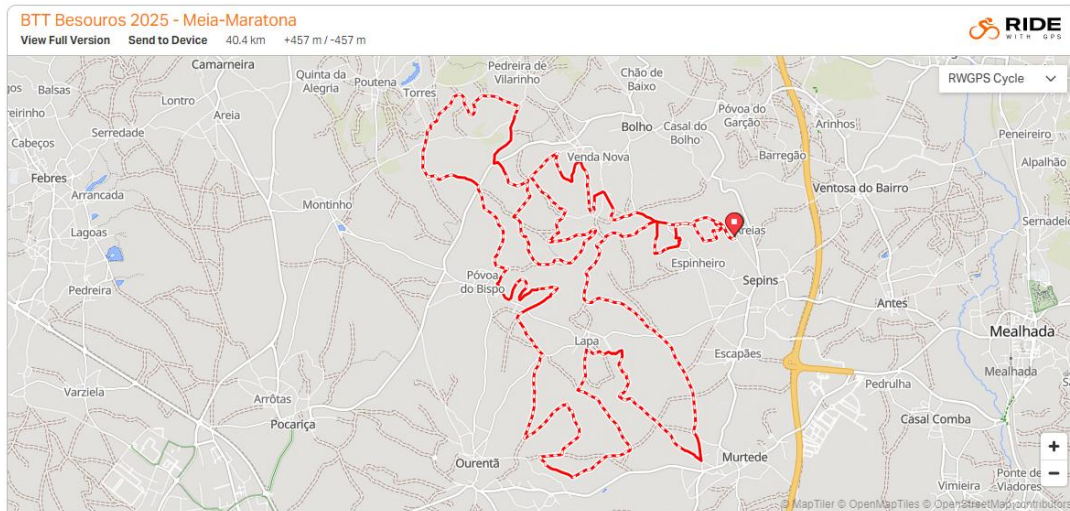 BTT Besouros 2025 - Meia-Maratona
View Full Version Send to Device 40.4 km +457 m / -457 m
RIDE
WITH GPS
RWGPS Cycle
Camarneira
Quinta da
Alegria
Poutena
Torres
Pedreira de
Vilarinho
Chão de
Baixo
Balsas
Lontro
Areia
Serredade
Cabeços
Febres
Arrancada
Lagoas
Pedreira
Montinho
Bolho
Casal do
Bolho
Póvoa do
Garção
Arinhos
Barregão
Venda Nova
Ventosa do Bairro
Peneireiro
Alpalhão
Espinheiro
Sepins
Antes
Póvoa
do Bispo
Lapa
Escapães
Mealhada
Mealhada
Pedrulha
Casal Comba
Varziela
Arrôtas
Pocariça
Ourentã
Murtede
Vimieira
Ponte de
Viadores
+
−
© MapTiler © OpenMapTiles © OpenStreetMap contributors